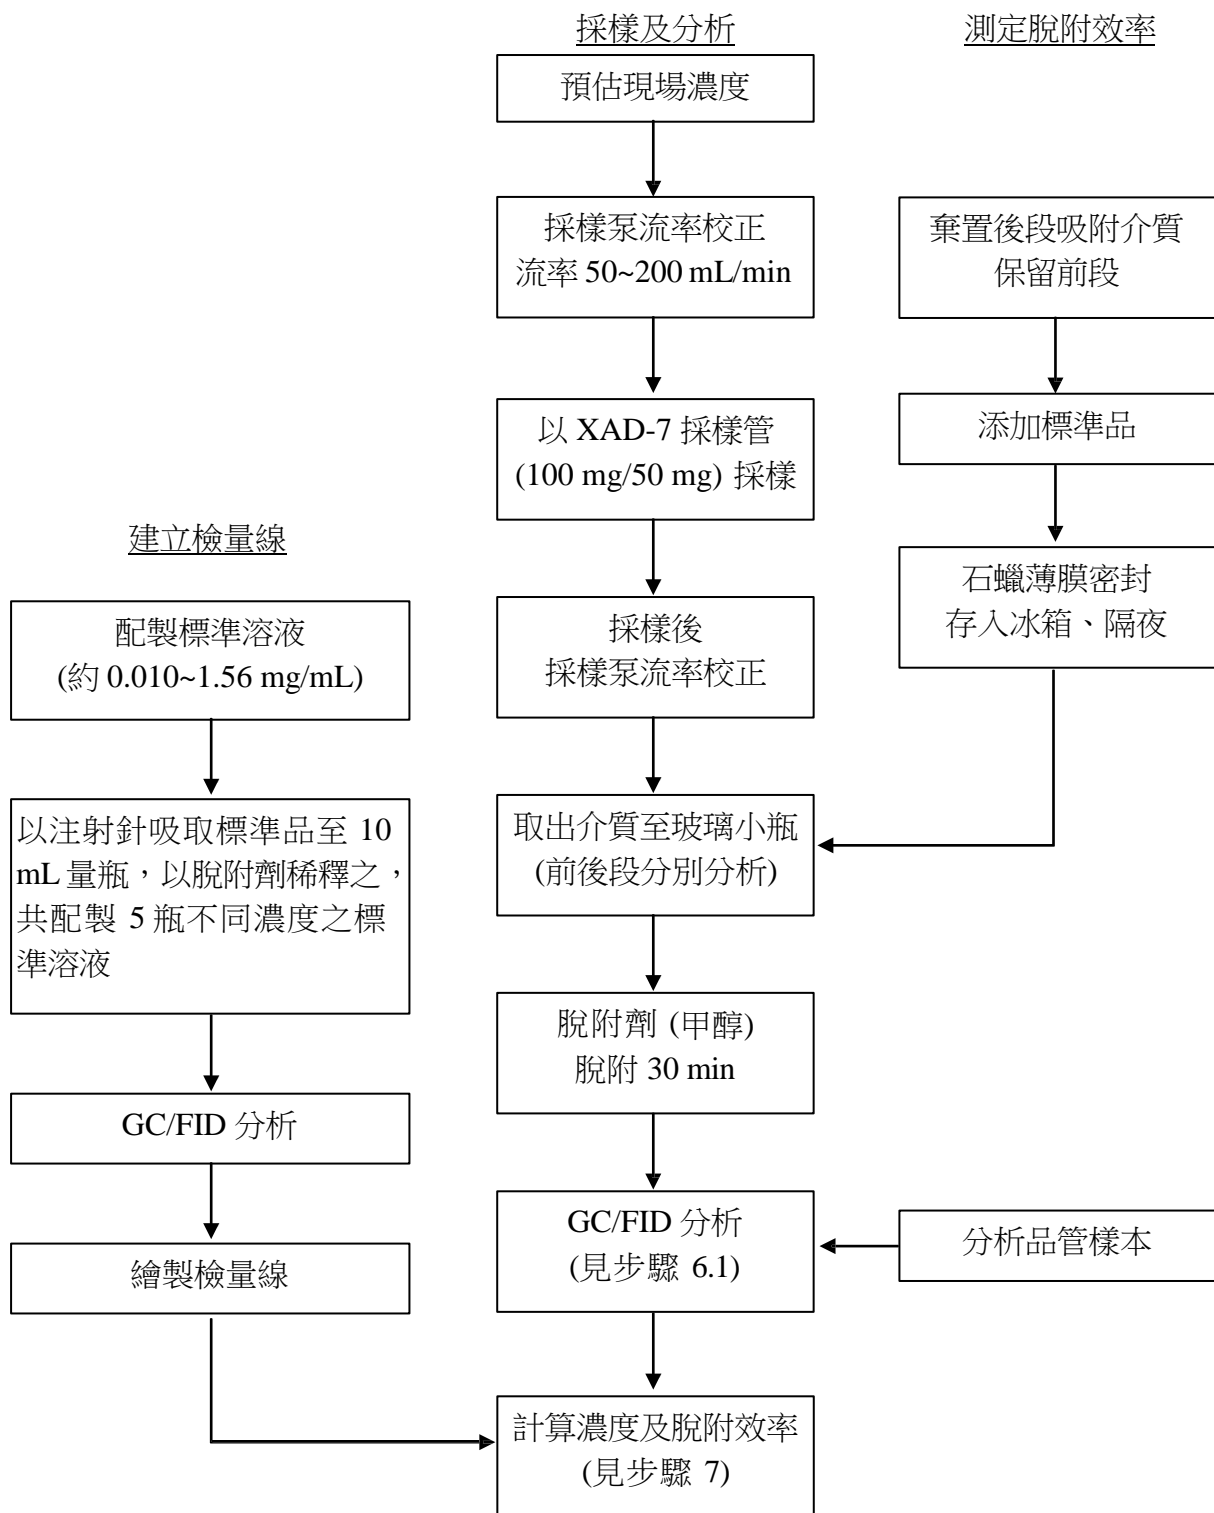 採樣及分析
預估現場濃度
採樣泵流率校正
流率 50~200 mL/min
以 XAD-7 採樣管
(100 mg/50 mg) 採樣
採樣後
採樣泵流率校正
取出介質至玻璃小瓶
(前後段分別分析)
脫附劑 (甲醇)
脫附 30 min
GC/FID 分析
(見步驟 6.1)
計算濃度及脫附效率
(見步驟 7)
測定脫附效率
棄置後段吸附介質
保留前段
添加標準品
石蠟薄膜密封
存入冰箱、隔夜
分析品管樣本
建立檢量線
配製標準溶液
(約 0.010~1.56 mg/mL)
以注射針吸取標準品至 10
mL 量瓶，以脫附劑稀釋之，
共配製 5 瓶不同濃度之標
準溶液
GC/FID 分析
繪製檢量線